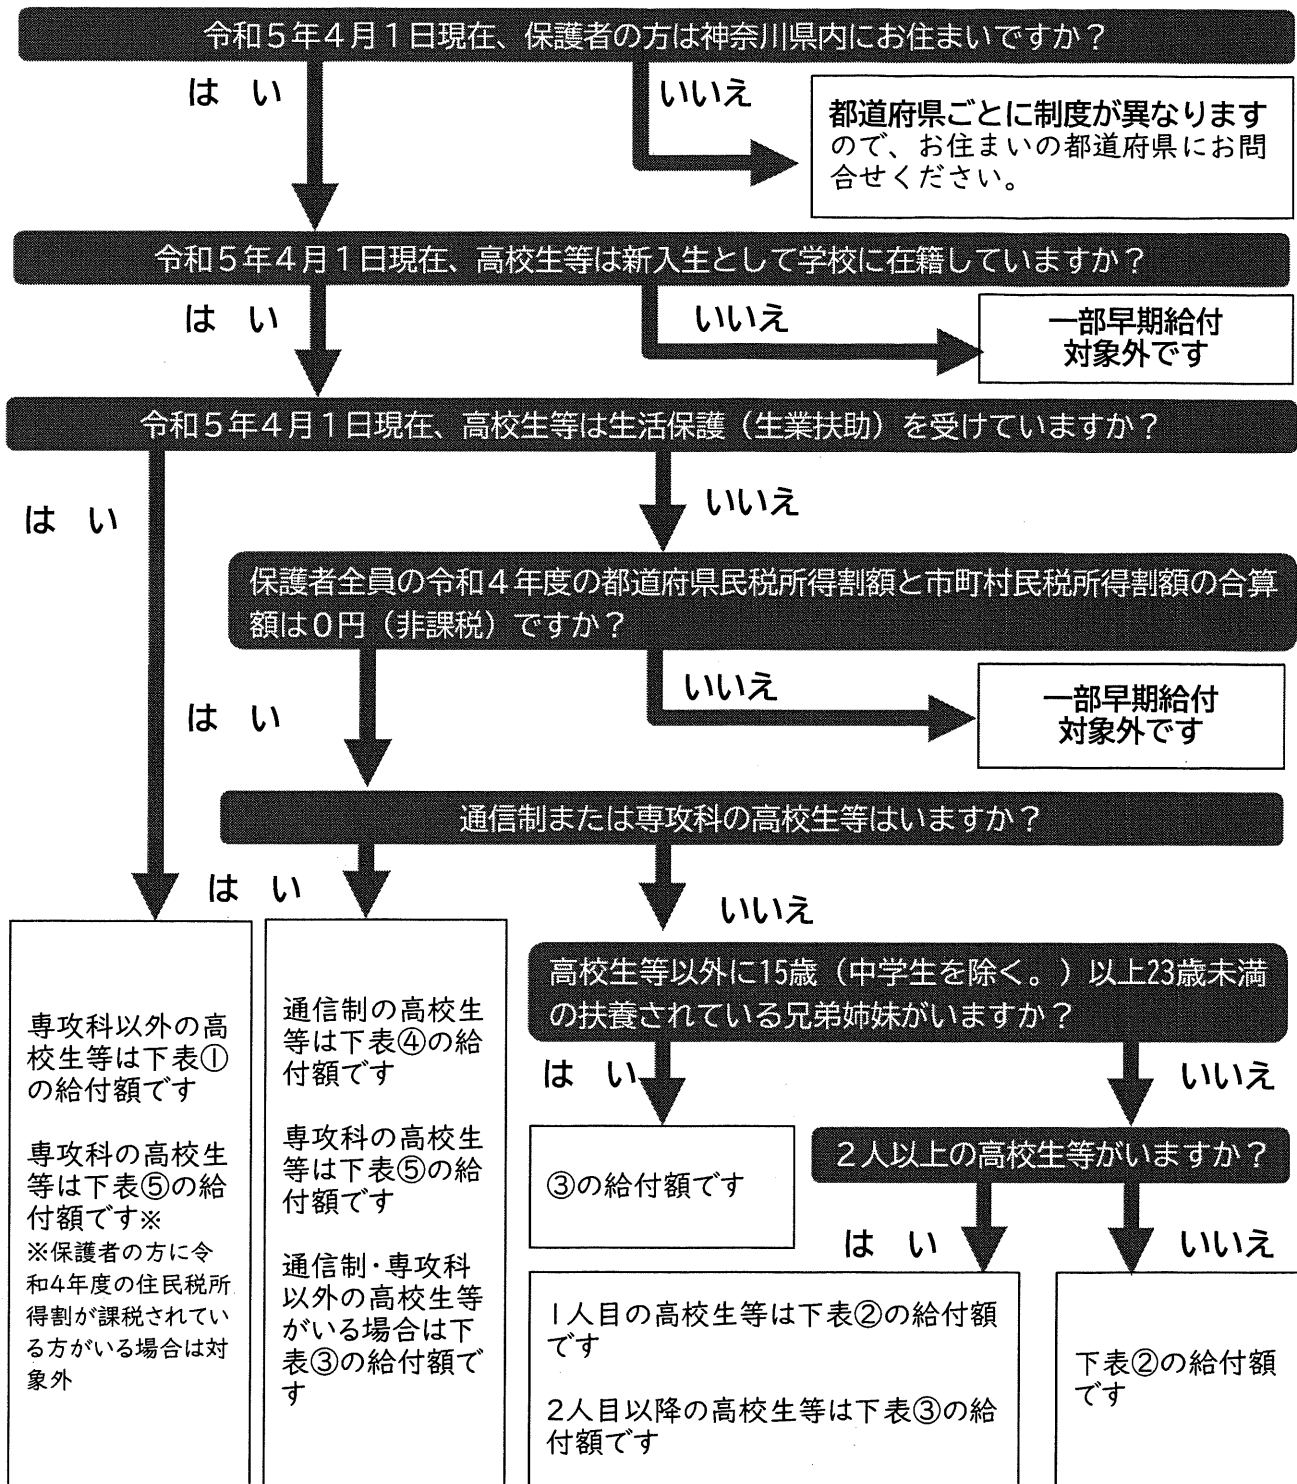 令和５年４月１日現在、保護者の方は神奈川県内にお住まいですか？
は　い
いいえ
都道府県ごとに制度が異なります
ので、お住まいの都道府県にお問
合せください。
令和５年４月１日現在、高校生等は新入生として学校に在籍していますか？
は　い
いいえ
一部早期給付
対象外です
令和５年４月１日現在、高校生等は生活保護（生業扶助）を受けていますか？
は　い
いいえ
保護者全員の令和４年度の都道府県民税所得割額と市町村民税所得割額の合算
額は０円（非課税）ですか？
は　い
いいえ
一部早期給付
対象外です
通信制または専攻科の高校生等はいますか？
は　い
いいえ
専攻科以外の高
校生等は下表①
の給付額です
専攻科の高校生
等は下表⑤の給
付額です※
※保護者の方に令
和4年度の住民税所
得割が課税されてい
る方がいる場合は対
象外
通信制の高校生
等は下表④の給
付額です
専攻科の高校生
等は下表⑤の給
付額です
通信制・専攻科
以外の高校生等
がいる場合は下
表③の給付額で
す
高校生等以外に15歳（中学生を除く。）以上23歳未満
の扶養されている兄弟姉妹がいますか？
は　い
いいえ
③の給付額です
２人以上の高校生等がいますか？
は　い
いいえ
１人目の高校生等は下表②の給付額
です
２人目以降の高校生等は下表③の給
付額です
下表②の給付額
です